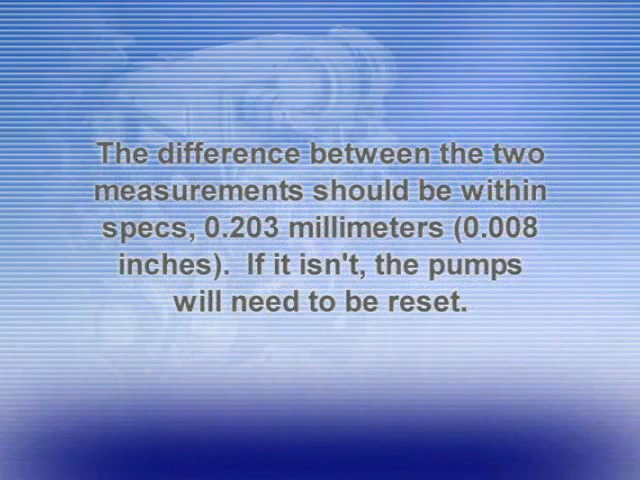 The difference between the two
measurements should be within
specs, 0.203 millimeters (0.008
inches).  If it isn't, the pumps
will need to be reset.